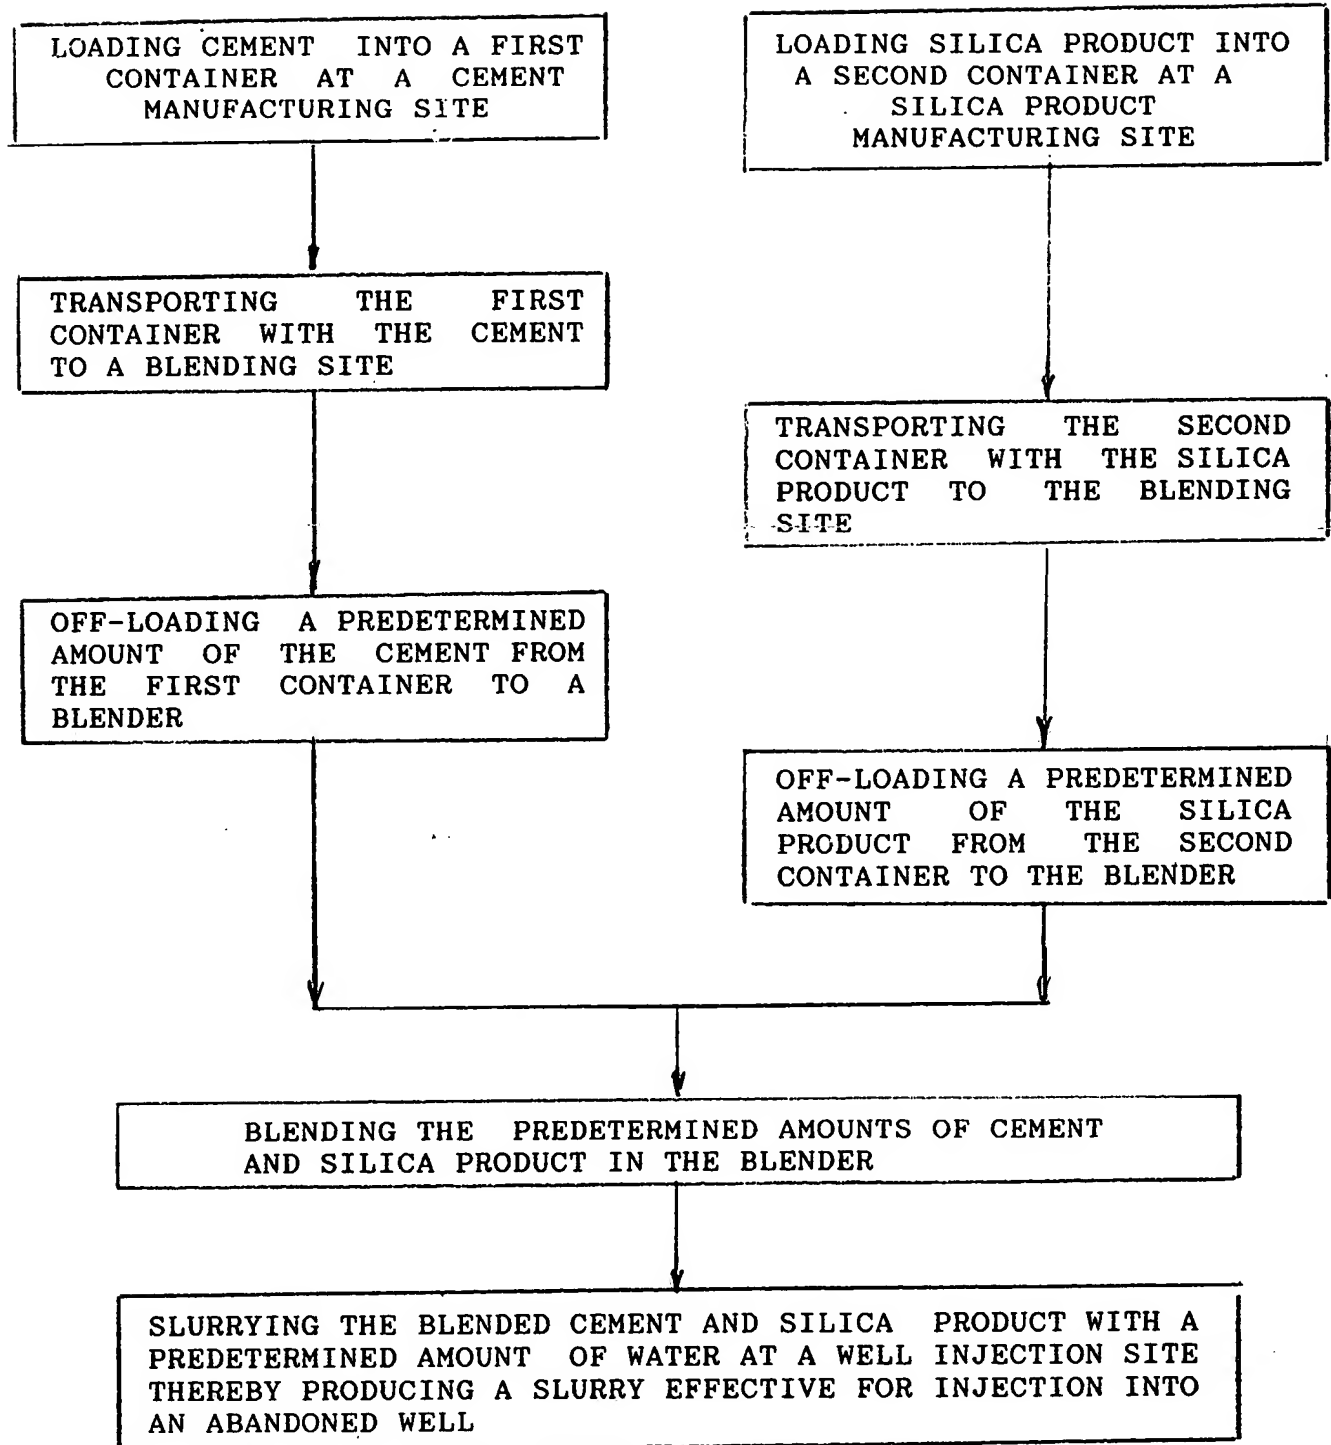 LOADING CEMENT INTO A FIRST
CONTAINER AT A CEMENT
MANUFACTURING SITE
TRANSPORTING THE FIRST
CONTAINER WITH THE CEMENT
TO A BLENDING SITE
OFF-LOADING A PREDETERMINED
AMOUNT OF THE CEMENT FROM
THE FIRST CONTAINER TO A
BLENDER
LOADING SILICA PRODUCT INTO
A SECOND CONTAINER AT A
SILICA PRODUCT
MANUFACTURING SITE
TRANSPORTING THE SECOND
CONTAINER WITH THE SILICA
PRODUCT TO THE BLENDING
SITE
OFF-LOADING A PREDETERMINED
AMOUNT OF THE SILICA
PRODUCT FROM THE SECOND
CONTAINER TO THE BLENDER
BLENDING THE PREDETERMINED AMOUNTS OF CEMENT
AND SILICA PRODUCT IN THE BLENDER
SLURRYING THE BLENDED CEMENT AND SILICA PRODUCT WITH A
PREDETERMINED AMOUNT OF WATER AT A WELL INJECTION SITE
THEREBY PRODUCING A SLURRY EFFECTIVE FOR INJECTION INTO
AN ABANDONED WELL